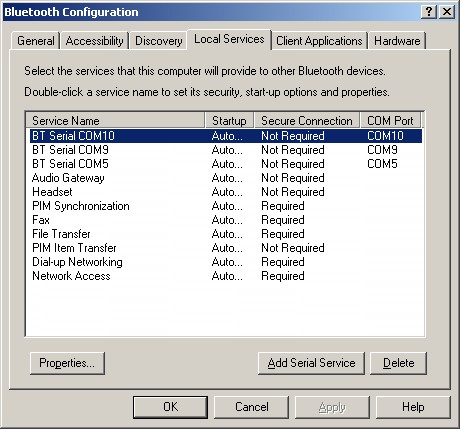 Bluetooth Configuration
General Accessibility Discovery Local Services Client Applications Hardware
Select the services that this computer will provide to other Bluetooth devices.
Double-click a service name to set its security, start-up options and properties.
Service Name Startup Secure Connection COM Port
BT Serial COM10 Auto... Not Required COM10
BT Serial COM9 Auto... Not Required COM9
BT Serial COM5 Auto... Not Required COM5
Audio Gateway Auto... Not Required
Headset Auto... Not Required
PIM Synchronization Auto... Required
Fax Auto... Required
File Transfer Auto... Required
PIM Item Transfer Auto... Not Required
Dial-up Networking Auto... Required
Network Access Auto... Required
Properties... Add Serial Service Delete
OK Cancel Apply Help